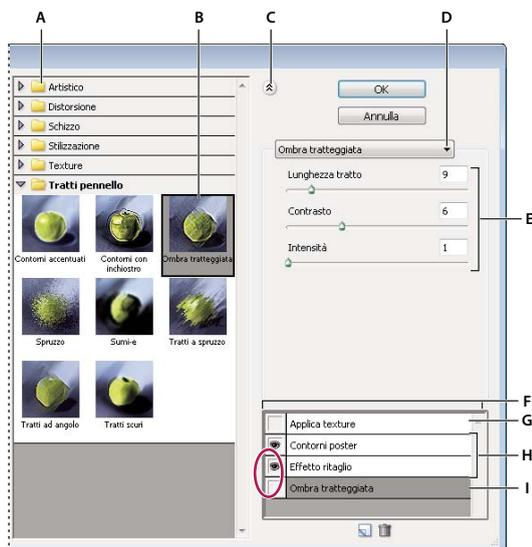 A
B
C
D
Artistico
Distorsione
Schizzo
Stilizzazione
Texture
Tratti pennello
Contorni accentuati
Contorni con inchiostro
Ombra tratteggiata
Spruzzo
Sumi-e
Tratti a spruzzo
Tratti ad angolo
Tratti scuri
OK
Annulla
Ombra tratteggiata
Lunghezza tratto 9
Contrasto 6
Intensità 1
E
F
Applica texture
G
Contorni poster
Effetto ritaglio
H
Ombra tratteggiata
I